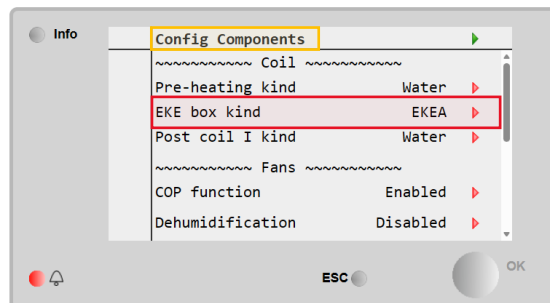 Info
Config Components
~~~~~~~~~~~ Coil ~~~~~~~~~~~
Pre-heating kind Water
EKE box kind EKEA
Post coil I kind Water
~~~~~~~~~~~ Fans ~~~~~~~~~~~
COP function Enabled
Dehumidification Disabled
ESC
OK